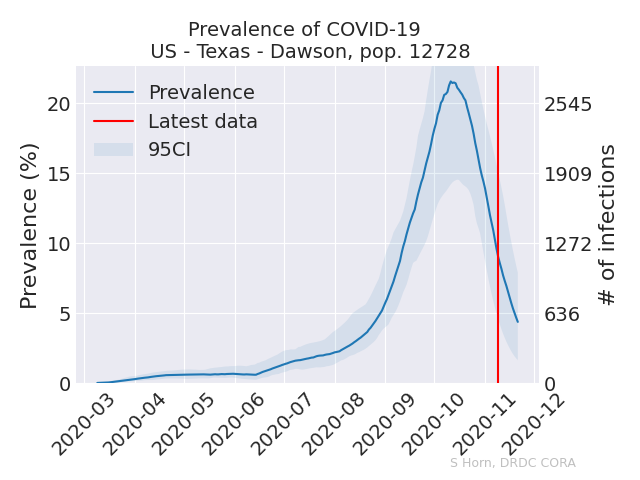 Prevalence of COVID-19
US - Texas - Dawson, pop. 12728
Prevalence
Latest data
95CI
Prevalence (%)
20
15
10
5
0
2545
1909
1272
636
0
# of infections
2020-03
2020-04
2020-05
2020-06
2020-07
2020-08
2020-09
2020-10
2020-11
2020-12
S Horn, DRDC CORA